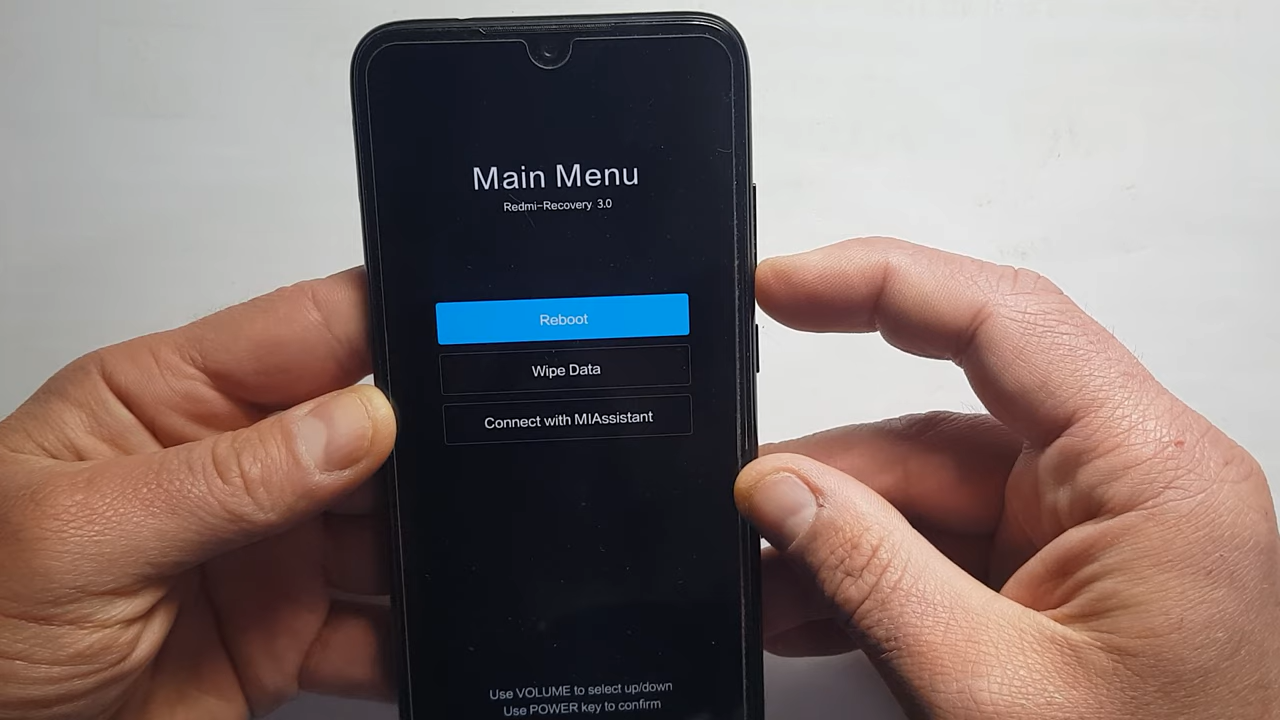 Main Menu
Redmi-Recovery 3.0
Reboot
Wipe Data
Connect with MIAssistant
Use VOLUME to select up/down
Use POWER key to confirm